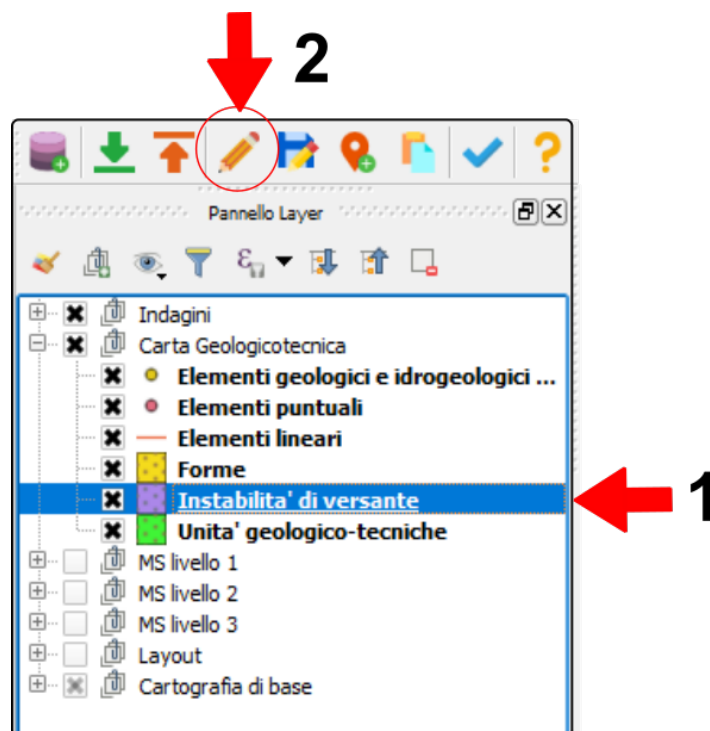 2
Pannello Layer
Indagini
Carta Geologicotecnica
Elementi geologici e idrogeologici ...
Elementi puntuali
Elementi lineari
Forme
Instabilita' di versante
1
Unita' geologico-tecniche
MS livello 1
MS livello 2
MS livello 3
Layout
Cartografia di base